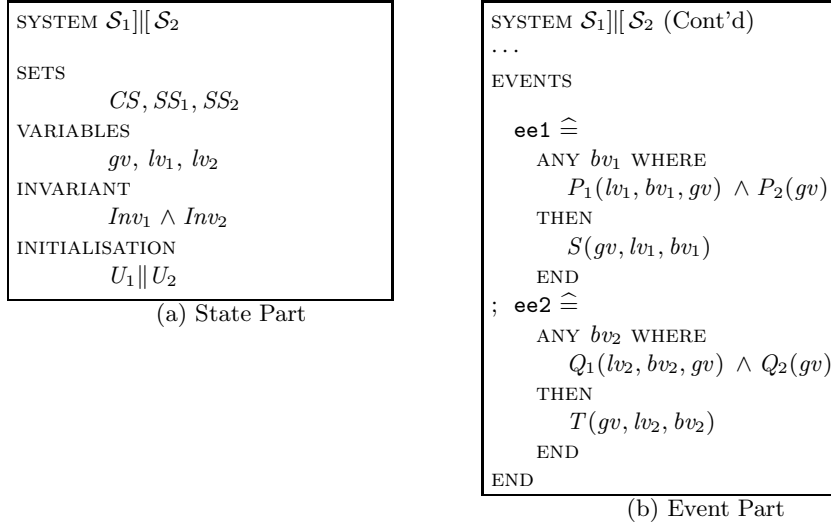 SYSTEM 𝒮₁]|[ 𝒮₂
SETS
CS, SS₁, SS₂
VARIABLES
gv, lv₁, lv₂
INVARIANT
Inv₁ ∧ Inv₂
INITIALISATION
U₁ ∥ U₂
(a) State Part
SYSTEM 𝒮₁]|[ 𝒮₂ (Cont'd)
· · ·
EVENTS
ee1 ≙
ANY bv₁ WHERE
P₁(lv₁, bv₁, gv) ∧ P₂(gv)
THEN
S(gv, lv₁, bv₁)
END
; ee2 ≙
ANY bv₂ WHERE
Q₁(lv₂, bv₂, gv) ∧ Q₂(gv)
THEN
T(gv, lv₂, bv₂)
END
END
(b) Event Part